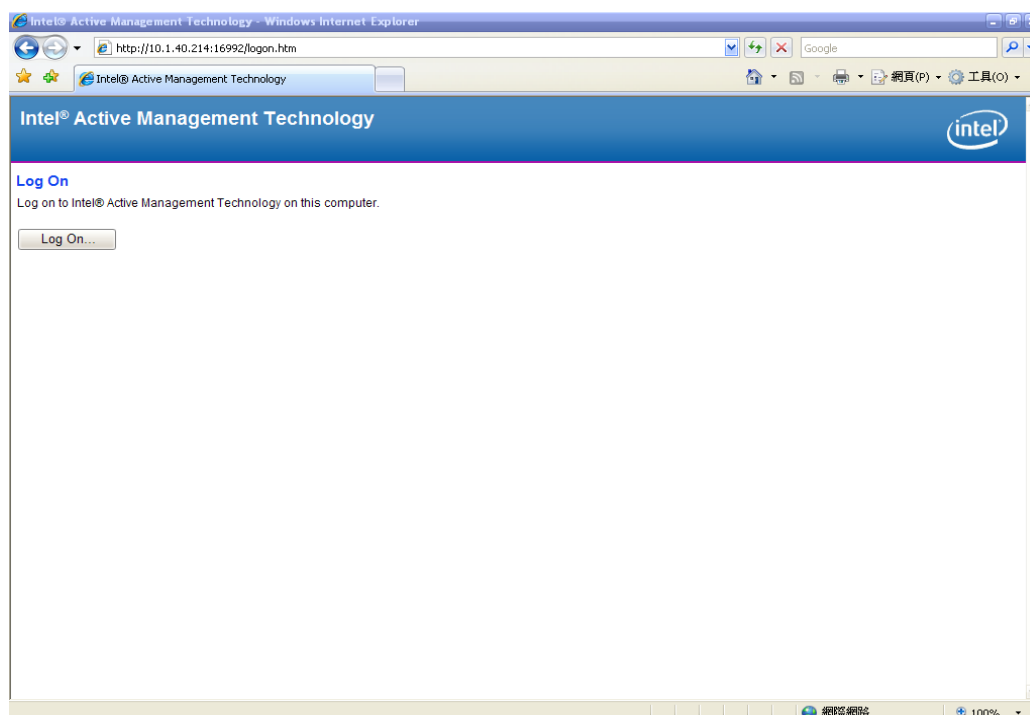 Intel® Active Management Technology - Windows Internet Explorer
http://10.1.40.214:16992/logon.htm
Google
Intel® Active Management Technology
網頁(P)
工具(O)
Intel® Active Management Technology
intel
Log On
Log on to Intel® Active Management Technology on this computer.
Log On...
網際網路
100%